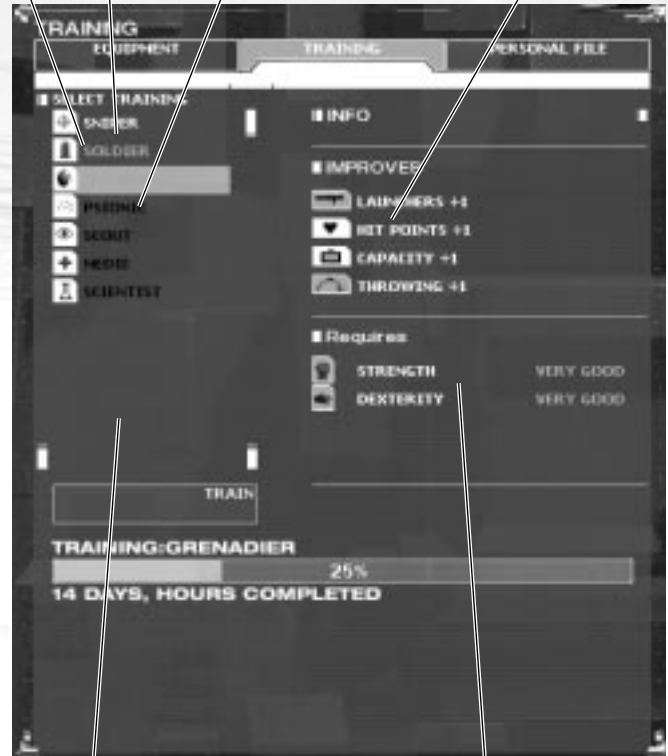 TRAINING
EQUIPMENT TRAINING PERSONAL FILE
SELECT TRAINING
SNIPER
SOLDIER
PSIONIC
SCOUT
MEDIC
SCIENTIST
TRAIN
INFO
IMPROVES
LAUNCHERS +1
HIT POINTS +1
CAPACITY +1
THROWING +1
Requires
STRENGTH VERY GOOD
DEXTERITY VERY GOOD
TRAINING:GRENADIER
25%
14 DAYS, HOURS COMPLETED